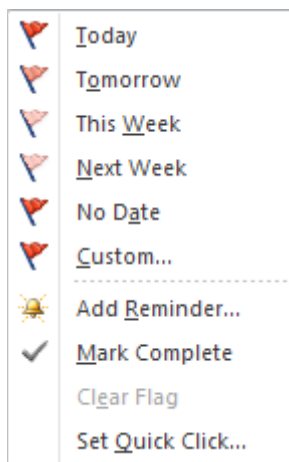 Today
Tomorrow
This Week
Next Week
No Date
Custom...
Add Reminder...
Mark Complete
Clear Flag
Set Quick Click...